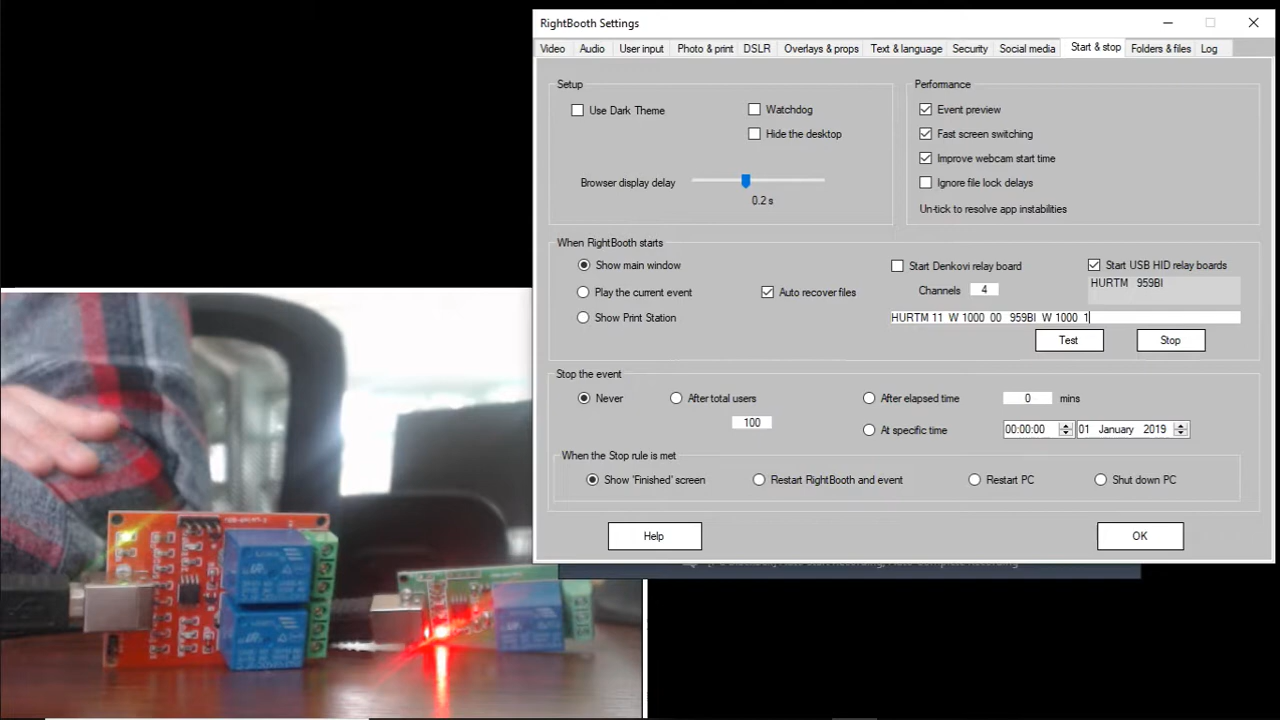 RightBooth Settings
Video Audio User input Photo & print DSLR Overlays & props Text & language Security Social media Start & stop Folders & files Log
Setup
Use Dark Theme
Watchdog
Hide the desktop
Browser display delay
0.2 s
Performance
Event preview
Fast screen switching
Improve webcam start time
Ignore file lock delays
Un-tick to resolve app instabilities
When RightBooth starts
Show main window
Play the current event
Show Print Station
Auto recover files
Start Denkovi relay board
Channels 4
Start USB HID relay boards
HURTM 959BI
HURTM 11 W 1000 00 959BI W 1000 1
Test Stop
Stop the event
Never
After total users
100
After elapsed time 0 mins
At specific time 00:00:00 01 January 2019
When the Stop rule is met
Show 'Finished' screen
Restart RightBooth and event
Restart PC
Shut down PC
Help OK